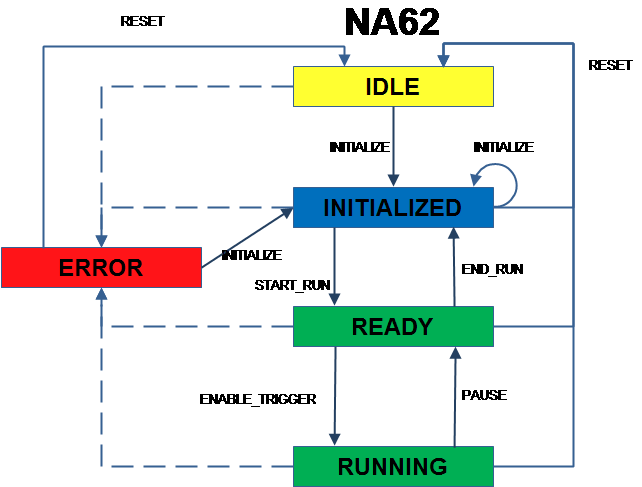 NA62
RESET
RESET
IDLE
INITIALIZE
INITIALIZE
INITIALIZED
INITIALIZE
ERROR
END_RUN
START_RUN
READY
ENABLE_TRIGGER
PAUSE
RUNNING